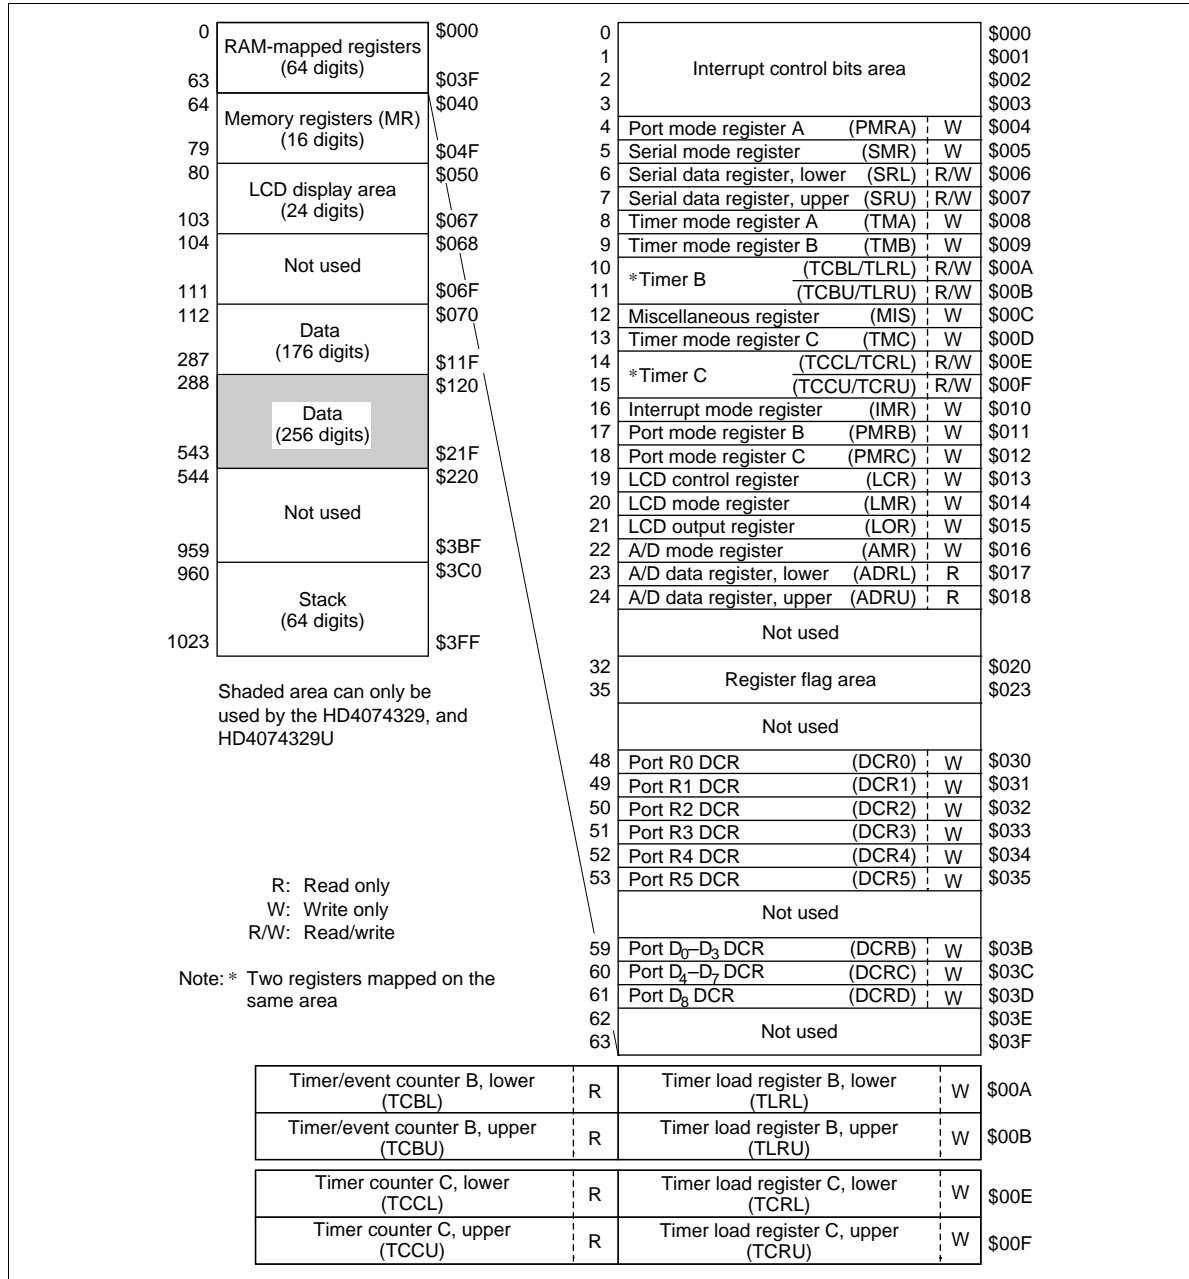 0 RAM-mapped registers (64 digits) $000
63 $03F
64 Memory registers (MR) (16 digits) $040
79 $04F
80 LCD display area (24 digits) $050
103 $067
104 Not used $068
111 $06F
112 Data (176 digits) $070
287 $11F
288 Data (256 digits) $120
543 $21F
544 Not used $220
959 $3BF
960 Stack (64 digits) $3C0
1023 $3FF
Shaded area can only be
used by the HD4074329, and
HD4074329U
R: Read only
W: Write only
R/W: Read/write
Note: * Two registers mapped on the
same area
0 $000
1 Interrupt control bits area $001
2 $002
3 $003
4 Port mode register A (PMRA) W $004
5 Serial mode register (SMR) W $005
6 Serial data register, lower (SRL) R/W $006
7 Serial data register, upper (SRU) R/W $007
8 Timer mode register A (TMA) W $008
9 Timer mode register B (TMB) W $009
10 *Timer B (TCBL/TLRL) R/W $00A
11 (TCBU/TLRU) R/W $00B
12 Miscellaneous register (MIS) W $00C
13 Timer mode register C (TMC) W $00D
14 *Timer C (TCCL/TCRL) R/W $00E
15 (TCCU/TCRU) R/W $00F
16 Interrupt mode register (IMR) W $010
17 Port mode register B (PMRB) W $011
18 Port mode register C (PMRC) W $012
19 LCD control register (LCR) W $013
20 LCD mode register (LMR) W $014
21 LCD output register (LOR) W $015
22 A/D mode register (AMR) W $016
23 A/D data register, lower (ADRL) R $017
24 A/D data register, upper (ADRU) R $018
Not used
32 Register flag area $020
35 $023
Not used
48 Port R0 DCR (DCR0) W $030
49 Port R1 DCR (DCR1) W $031
50 Port R2 DCR (DCR2) W $032
51 Port R3 DCR (DCR3) W $033
52 Port R4 DCR (DCR4) W $034
53 Port R5 DCR (DCR5) W $035
Not used
59 Port D0–D3 DCR (DCRB) W $03B
60 Port D4–D7 DCR (DCRC) W $03C
61 Port D8 DCR (DCRD) W $03D
62 Not used $03E
63 $03F
Timer/event counter B, lower (TCBL) R Timer load register B, lower (TLRL) W $00A
Timer/event counter B, upper (TCBU) R Timer load register B, upper (TLRU) W $00B
Timer counter C, lower (TCCL) R Timer load register C, lower (TCRL) W $00E
Timer counter C, upper (TCCU) R Timer load register C, upper (TCRU) W $00F